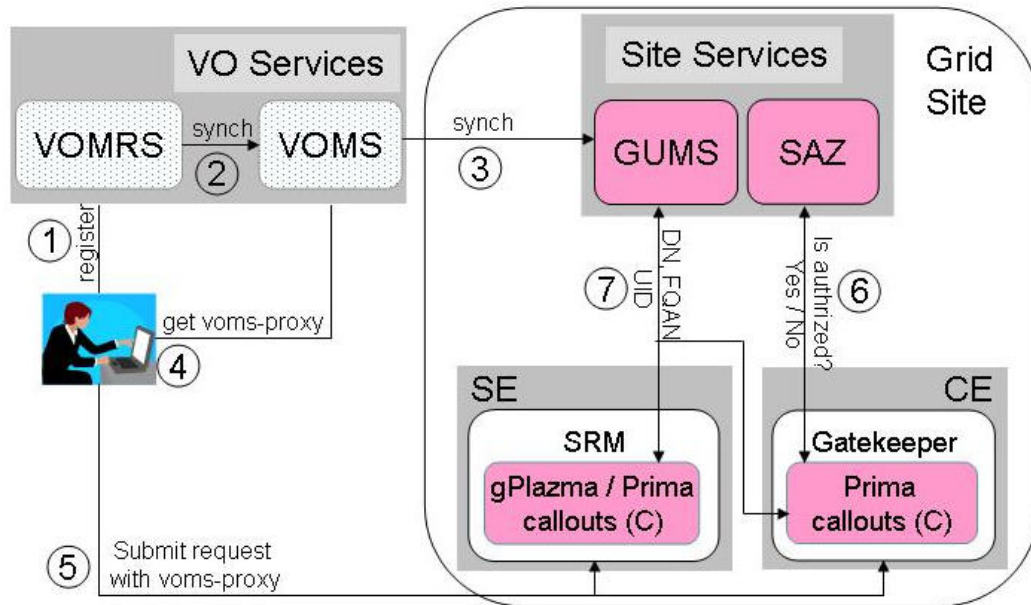 VO Services
VOMRS
synch
2
VOMS
synch
3
Site Services
GUMS
SAZ
Grid
Site
1
register
get voms-proxy
4
7
DN, FQAN
UID
Is authrized?
Yes / No
6
SE
SRM
gPlazma / Prima
callouts (C)
CE
Gatekeeper
Prima
callouts (C)
5
Submit request
with voms-proxy